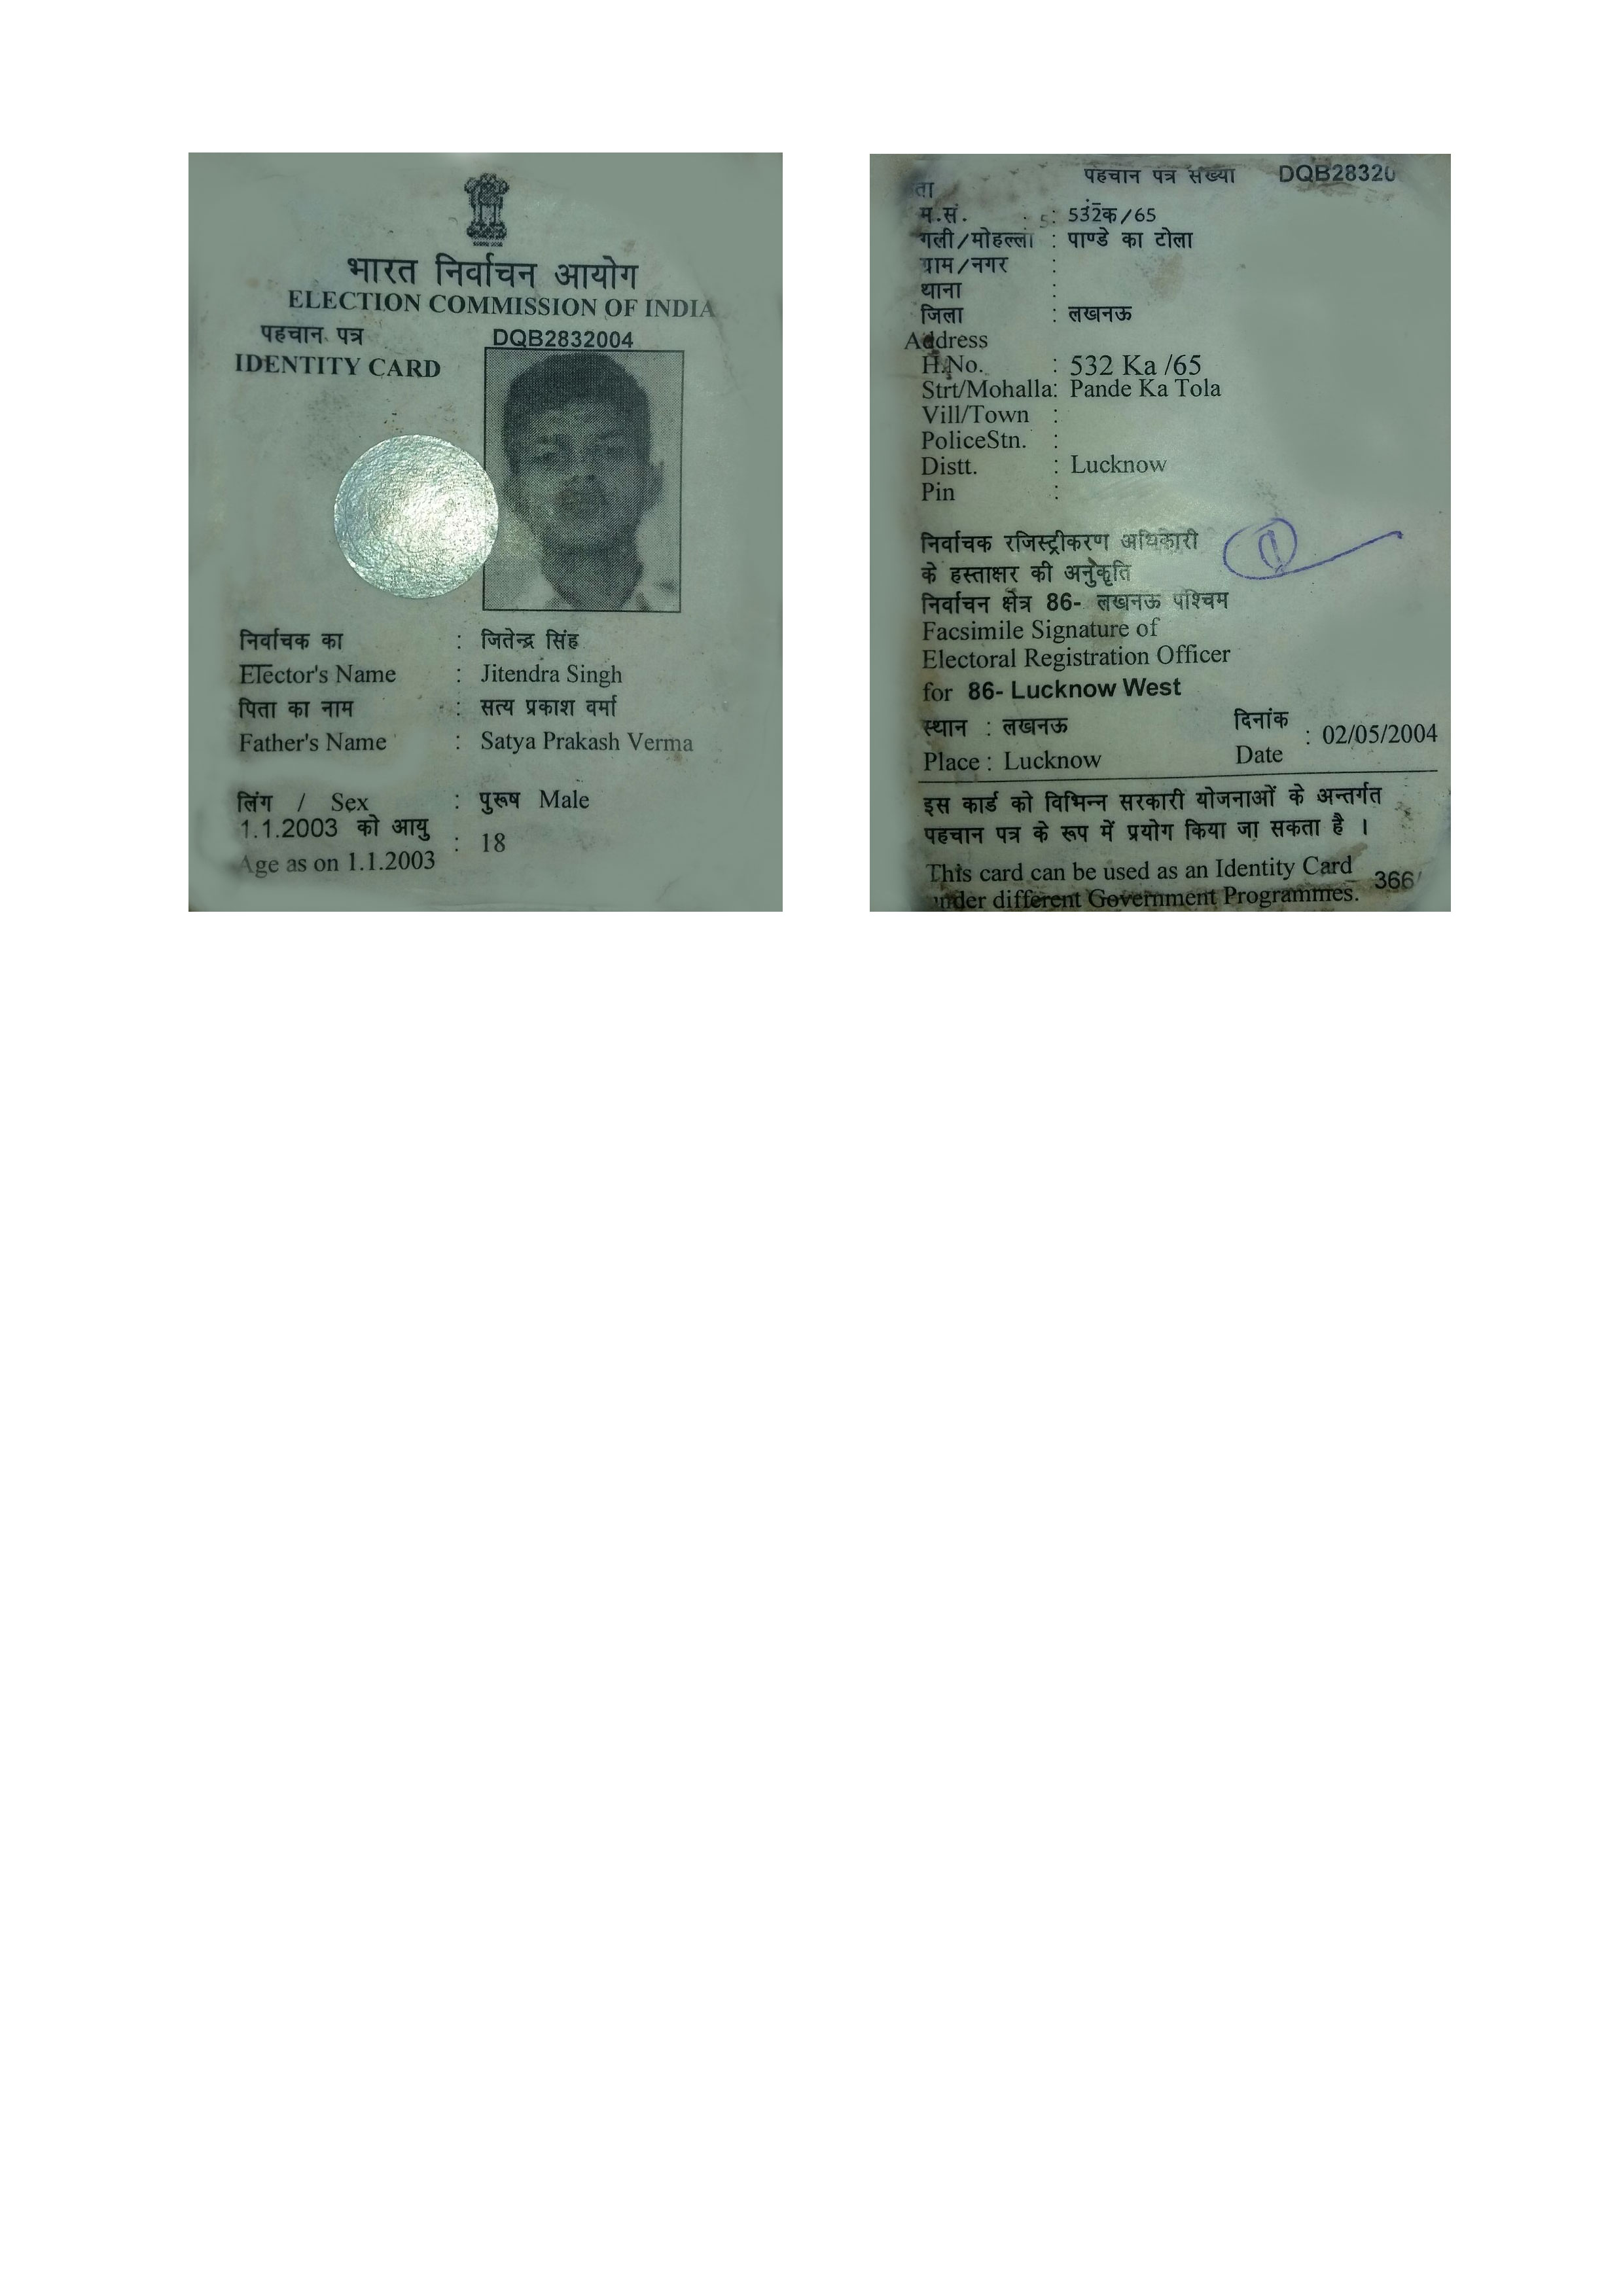 भारत निर्वाचन आयोग
ELECTION COMMISSION OF INDIA
पहचान पत्र
DQB2832004
IDENTITY CARD
निर्वाचक का : जितेन्द्र सिंह
Elector's Name : Jitendra Singh
पिता का नाम : सत्य प्रकाश वर्मा
Father's Name : Satya Prakash Verma
लिंग / Sex : पुरूष Male
1.1.2003 को आयु : 18
Age as on 1.1.2003
पहचान पत्र संख्या DQB28320
ता
म.सं. : 532क/65
गली/मोहल्ला : पाण्डे का टोला
ग्राम/नगर :
थाना :
जिला : लखनऊ
Address
H.No. : 532 Ka /65
Strt/Mohalla: Pande Ka Tola
Vill/Town :
PoliceStn. :
Distt. : Lucknow
Pin :
निर्वाचक रजिस्ट्रीकरण अधिकारी
के हस्ताक्षर की अनुकृति
निर्वाचन क्षेत्र 86- लखनऊ पश्चिम
Facsimile Signature of
Electoral Registration Officer
for 86- Lucknow West
स्थान : लखनऊ दिनांक
Place : Lucknow Date : 02/05/2004
इस कार्ड को विभिन्न सरकारी योजनाओं के अन्तर्गत
पहचान पत्र के रूप में प्रयोग किया जा सकता है ।
This card can be used as an Identity Card
under different Government Programmes. 366